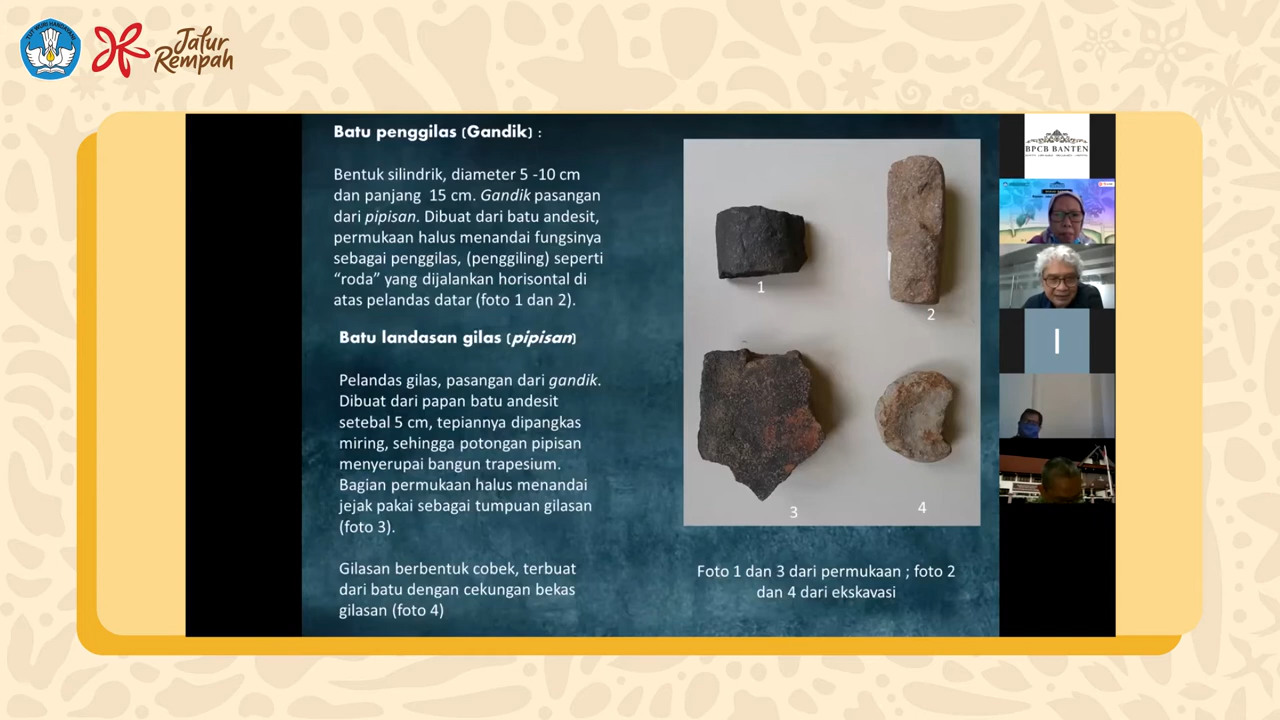 TUT WURI HANDAYANI
Jalur
Rempah
Batu penggilas (Gandik) :
Bentuk silindrik, diameter 5 -10 cm
dan panjang 15 cm. Gandik pasangan
dari pipisan. Dibuat dari batu andesit,
permukaan halus menandai fungsinya
sebagai penggilas, (penggiling) seperti
“roda” yang dijalankan horisontal di
atas pelandas datar (foto 1 dan 2).
Batu landasan gilas (pipisan)
Pelandas gilas, pasangan dari gandik.
Dibuat dari papan batu andesit
setebal 5 cm, tepiannya dipangkas
miring, sehingga potongan pipisan
menyerupai bangun trapesium.
Bagian permukaan halus menandai
jejak pakai sebagai tumpuan gilasan
(foto 3).
Gilasan berbentuk cobek, terbuat
dari batu dengan cekungan bekas
gilasan (foto 4)
1
2
3
4
Foto 1 dan 3 dari permukaan ; foto 2
dan 4 dari ekskavasi
BPCB BANTEN
I